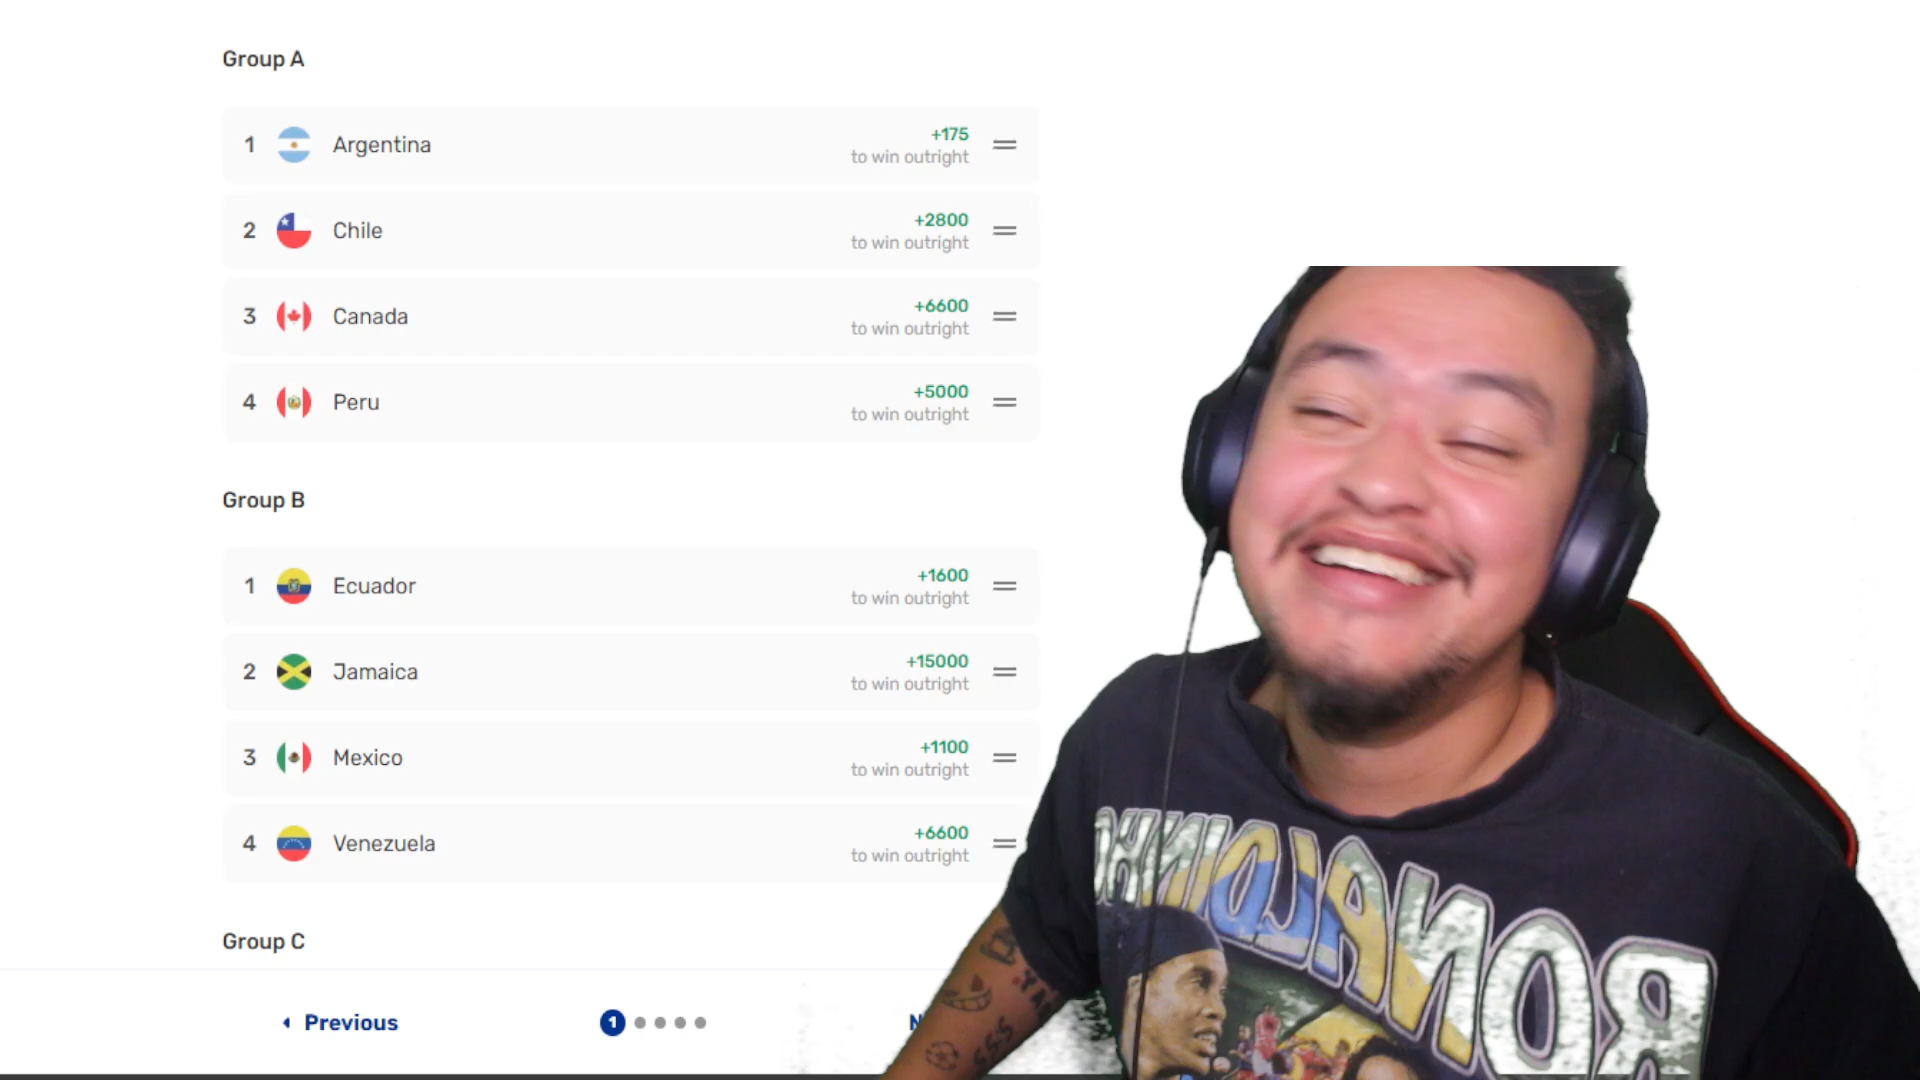 Group A
1 Argentina +175
to win outright
2 Chile +2800
to win outright
3 Canada +6600
to win outright
4 Peru +5000
to win outright
Group B
1 Ecuador +1600
to win outright
2 Jamaica +15000
to win outright
3 Mexico +1100
to win outright
4 Venezuela +6600
to win outright
Group C
Previous 1 N
RONALDINHO